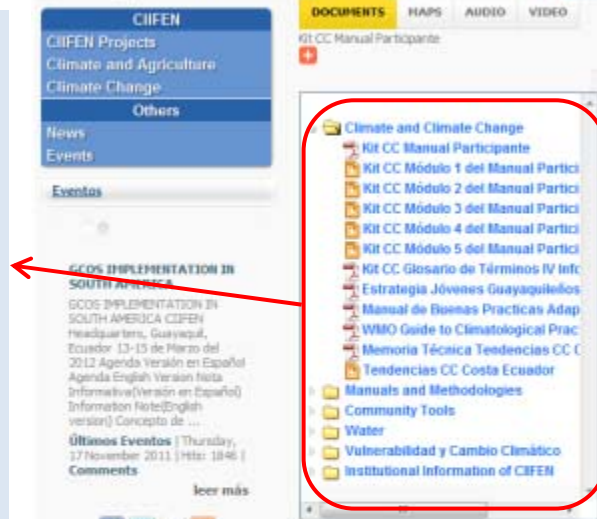 CIIFEN
CIIFEN Projects
Climate and Agriculture
Climate Change
Others
News
Events
Eventos
GCOS IMPLEMENTATION IN
SOUTH AMERICA
GCOS IMPLEMENTATION IN
SOUTH AMERICA CIIFEN
Headquarters, Guayaquil,
Ecuador 13-15 de Marzo del
2012 Agenda Versión en Español
Agenda English Version Nota
Informativa(Versión en Español)
Information Note(English
version) Concepto de ...
Últimos Eventos | Thursday,
17 November 2011 | Hits: 1846 |
Comments
leer más
DOCUMENTS MAPS AUDIO VIDEO
Kit CC Manual Participante
Climate and Climate Change
Kit CC Manual Participante
Kit CC Módulo 1 del Manual Partici
Kit CC Módulo 2 del Manual Partici
Kit CC Módulo 3 del Manual Partici
Kit CC Módulo 4 del Manual Partici
Kit CC Módulo 5 del Manual Partici
Kit CC Glosario de Términos IV Info
Estrategia Jóvenes Guayaquileños
Manual de Buenas Practicas Adap
WMO Guide to Climatological Prac
Memoria Técnica Tendencias CC C
Tendencias CC Costa Ecuador
Manuals and Methodologies
Community Tools
Water
Vulnerabilidad y Cambio Climático
Institutional Information of CIIFEN